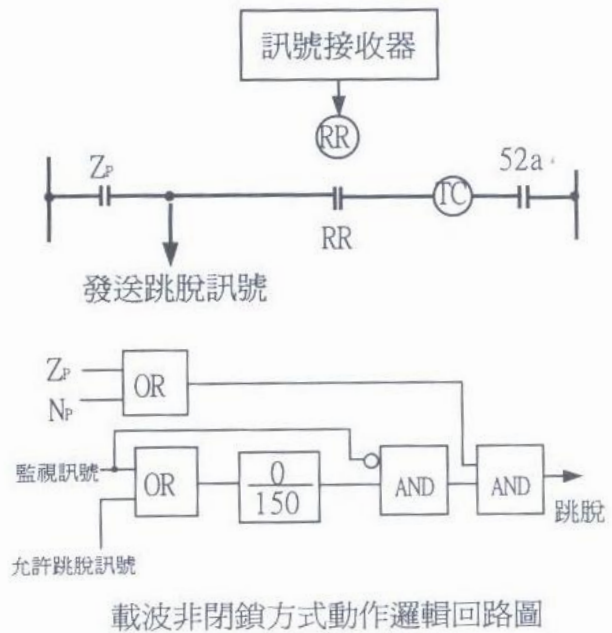 訊號接收器
RR
Zₚ
52a
TC
RR
發送跳脫訊號
Zₚ
Nₚ
OR
監視訊號
OR
0
150
AND
AND
跳脫
允許跳脫訊號
載波非閉鎖方式動作邏輯回路圖